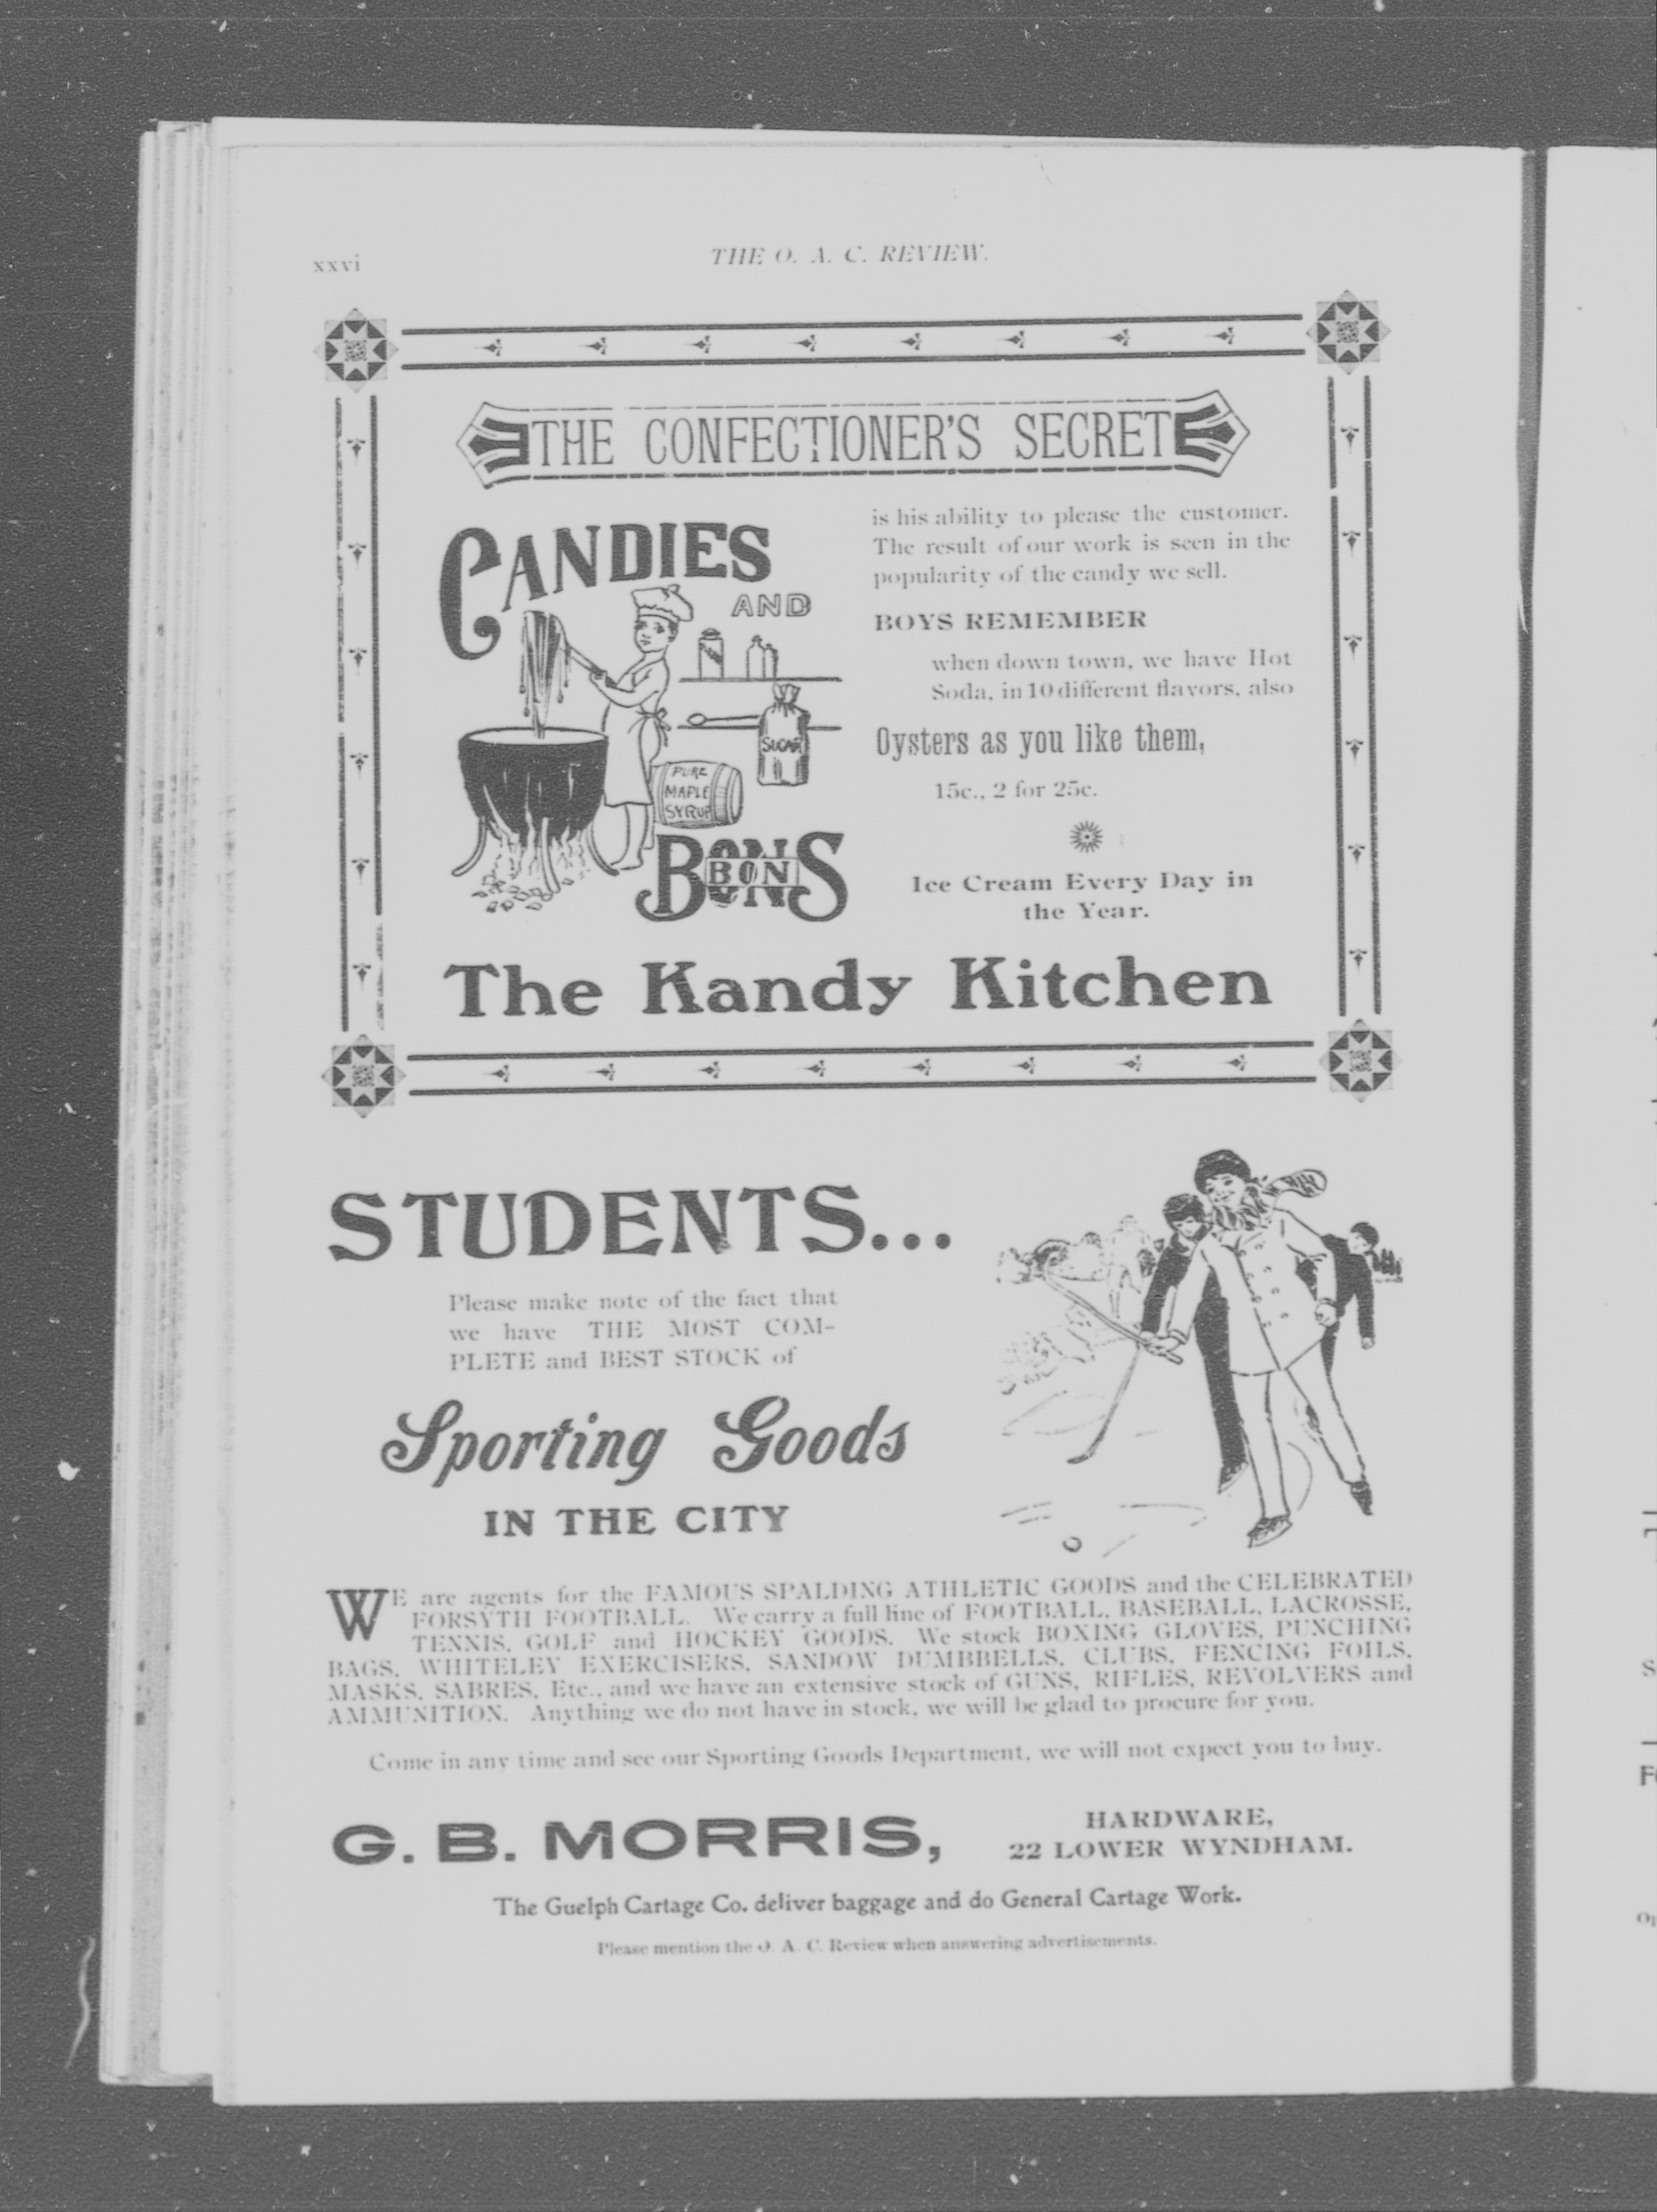 xxvi
THE O. A. C. REVIEW.
THE CONFECTIONER'S SECRET
CANDIES
AND
SUGAR
PURE
MAPLE
SYRUP
BON
BONS
is his ability to please the customer.
The result of our work is seen in the
popularity of the candy we sell.
BOYS REMEMBER
when down town, we have Hot
Soda, in 10 different flavors, also
Oysters as you like them,
15c., 2 for 25c.
Ice Cream Every Day in
the Year.
The Kandy Kitchen
STUDENTS...
Please make note of the fact that
we have THE MOST COM-
PLETE and BEST STOCK of
Sporting Goods
IN THE CITY
WE are agents for the FAMOUS SPALDING ATHLETIC GOODS and the CELEBRATED
FORSYTH FOOTBALL. We carry a full line of FOOTBALL, BASEBALL, LACROSSE,
TENNIS, GOLF and HOCKEY GOODS. We stock BOXING GLOVES, PUNCHING
BAGS, WHITELEY EXERCISERS, SANDOW DUMBBELLS, CLUBS, FENCING FOILS,
MASKS, SABRES, Etc., and we have an extensive stock of GUNS, RIFLES, REVOLVERS and
AMMUNITION. Anything we do not have in stock, we will be glad to procure for you.
Come in any time and see our Sporting Goods Department, we will not expect you to buy.
G. B. MORRIS,
HARDWARE,
22 LOWER WYNDHAM.
The Guelph Cartage Co. deliver baggage and do General Cartage Work.
Please mention the O. A. C. Review when answering advertisements.